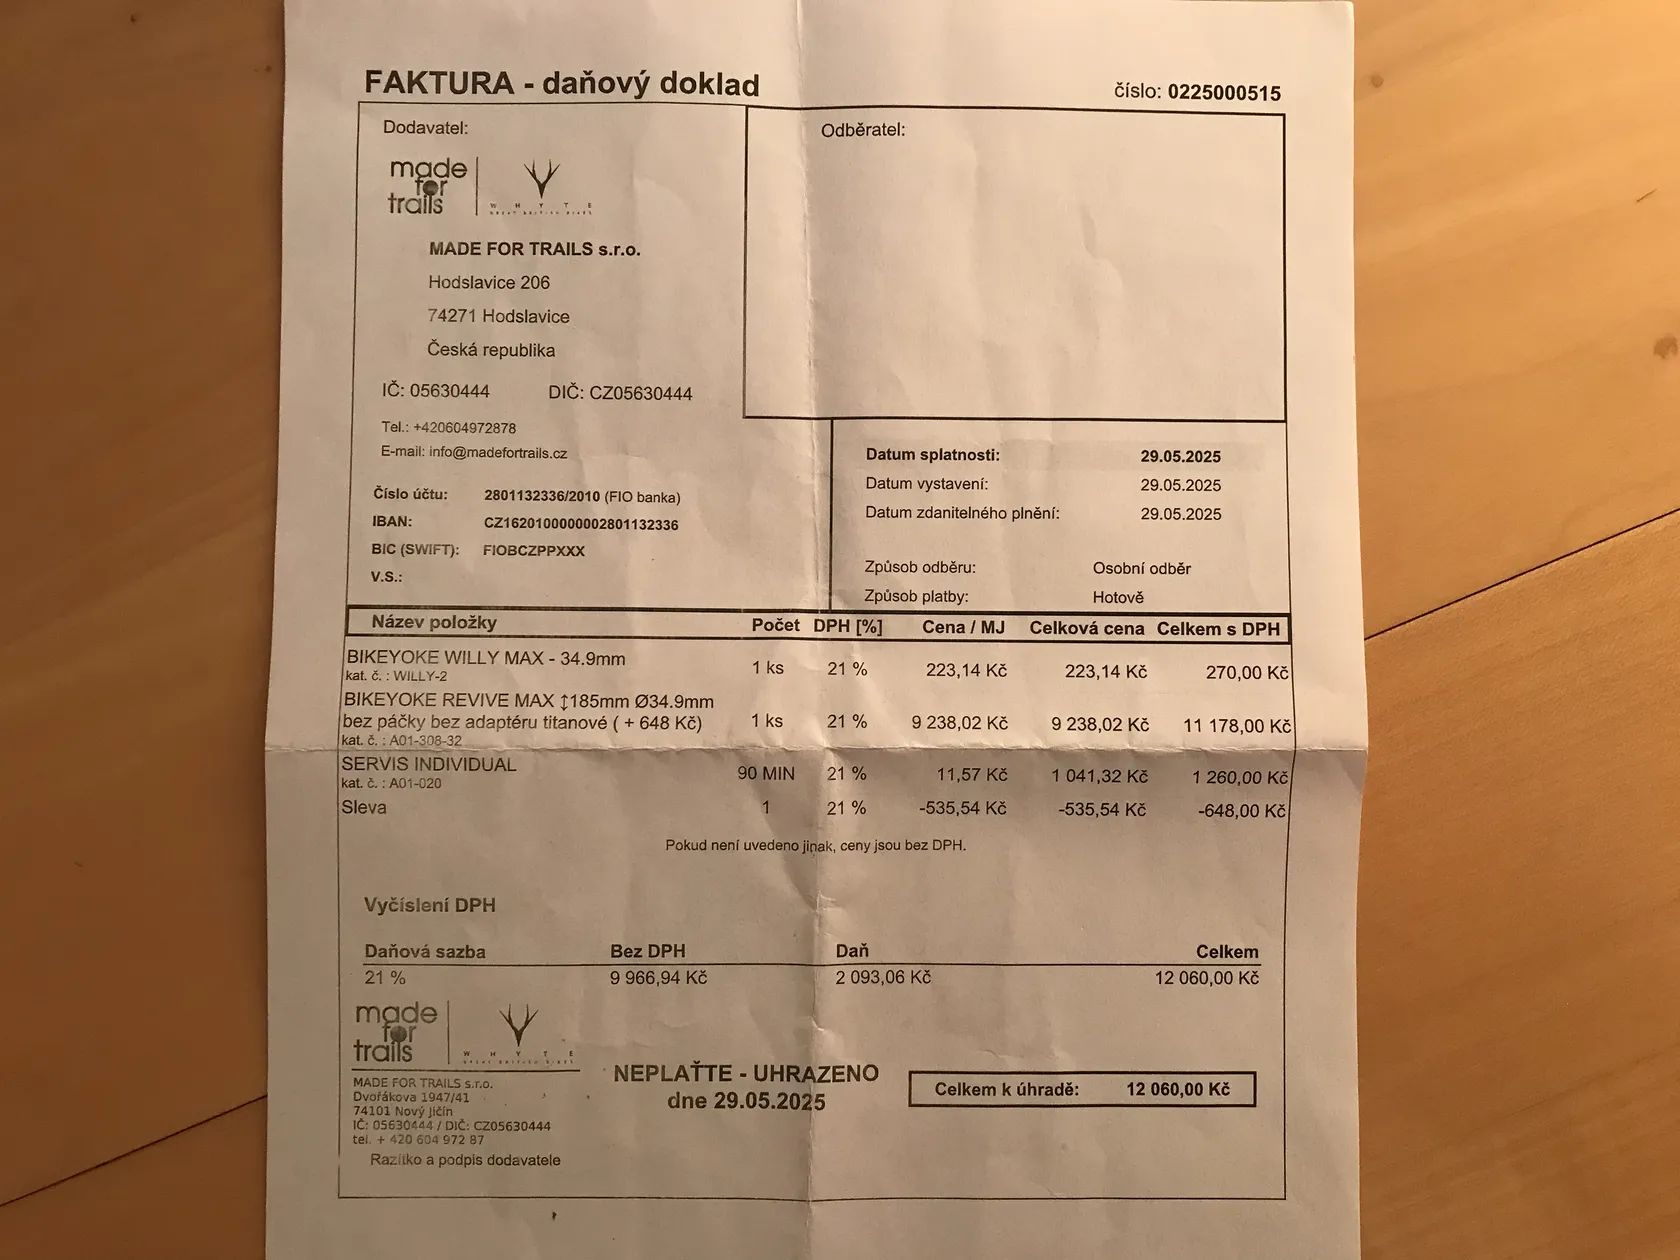 FAKTURA - daňový doklad
číslo: 0225000515
Dodavatel:
made
for
trails
WHYTE
MADE FOR TRAILS s.r.o.
Hodslavice 206
74271 Hodslavice
Česká republika
IČ: 05630444 DIČ: CZ05630444
Tel.: +420604972878
E-mail: info@madefortrails.cz
Číslo účtu: 2801132336/2010 (FIO banka)
IBAN: CZ1620100000002801132336
BIC (SWIFT): FIOBCZPPXXX
V.S.:
Odběratel:
Datum splatnosti: 29.05.2025
Datum vystavení: 29.05.2025
Datum zdanitelného plnění: 29.05.2025
Způsob odběru: Osobní odběr
Způsob platby: Hotově
Název položky Počet DPH [%] Cena / MJ Celková cena Celkem s DPH
BIKEYOKE WILLY MAX - 34.9mm 1 ks 21 % 223,14 Kč 223,14 Kč 270,00 Kč
kat. č. : WILLY-2
BIKEYOKE REVIVE MAX ↕185mm Ø34.9mm
bez páčky bez adaptéru titanové ( + 648 Kč) 1 ks 21 % 9 238,02 Kč 9 238,02 Kč 11 178,00 Kč
kat. č. : A01-308-32
SERVIS INDIVIDUAL 90 MIN 21 % 11,57 Kč 1 041,32 Kč 1 260,00 Kč
kat. č. : A01-020
Sleva 1 21 % -535,54 Kč -535,54 Kč -648,00 Kč
Pokud není uvedeno jinak, ceny jsou bez DPH.
Vyčíslení DPH
Daňová sazba Bez DPH Daň Celkem
21 % 9 966,94 Kč 2 093,06 Kč 12 060,00 Kč
made
for
trails
WHYTE
MADE FOR TRAILS s.r.o.
Dvořákova 1947/41
74101 Nový Jičín
IČ: 05630444 / DIČ: CZ05630444
tel. + 420 604 972 87
Razítko a podpis dodavatele
NEPLAŤTE - UHRAZENO
dne 29.05.2025
Celkem k úhradě: 12 060,00 Kč